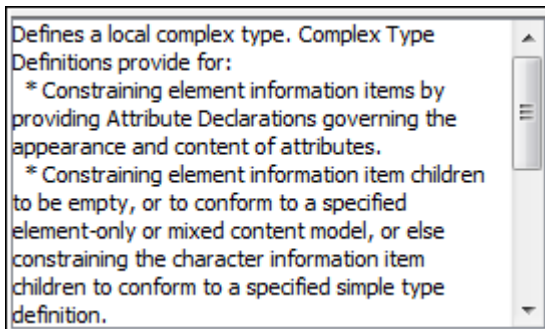 Defines a local complex type. Complex Type
Definitions provide for:
* Constraining element information items by
providing Attribute Declarations governing the
appearance and content of attributes.
* Constraining element information item children
to be empty, or to conform to a specified
element-only or mixed content model, or else
constraining the character information item
children to conform to a specified simple type
definition.